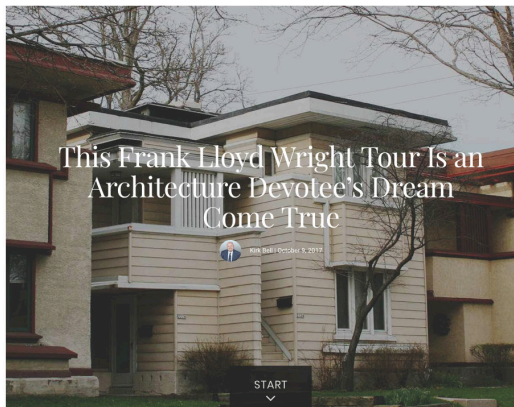 This Frank Lloyd Wright Tour Is an
Architecture Devotee's Dream
Come True
Kirk Bell | October 9, 2017
START